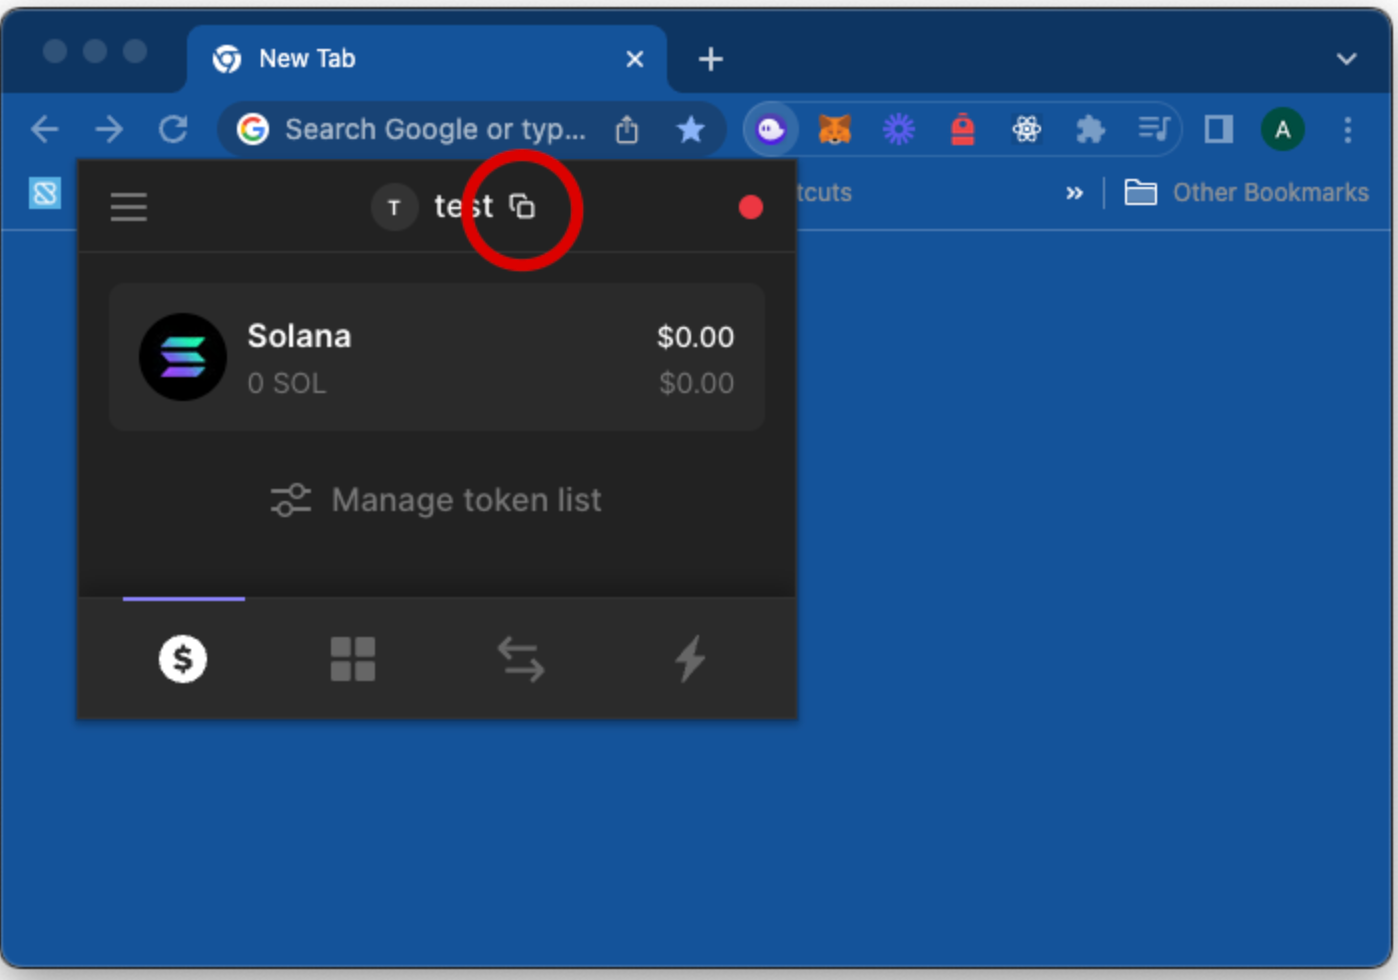 New Tab
Search Google or typ...
A
tcuts
Other Bookmarks
T test
Solana $0.00
0 SOL $0.00
Manage token list
$